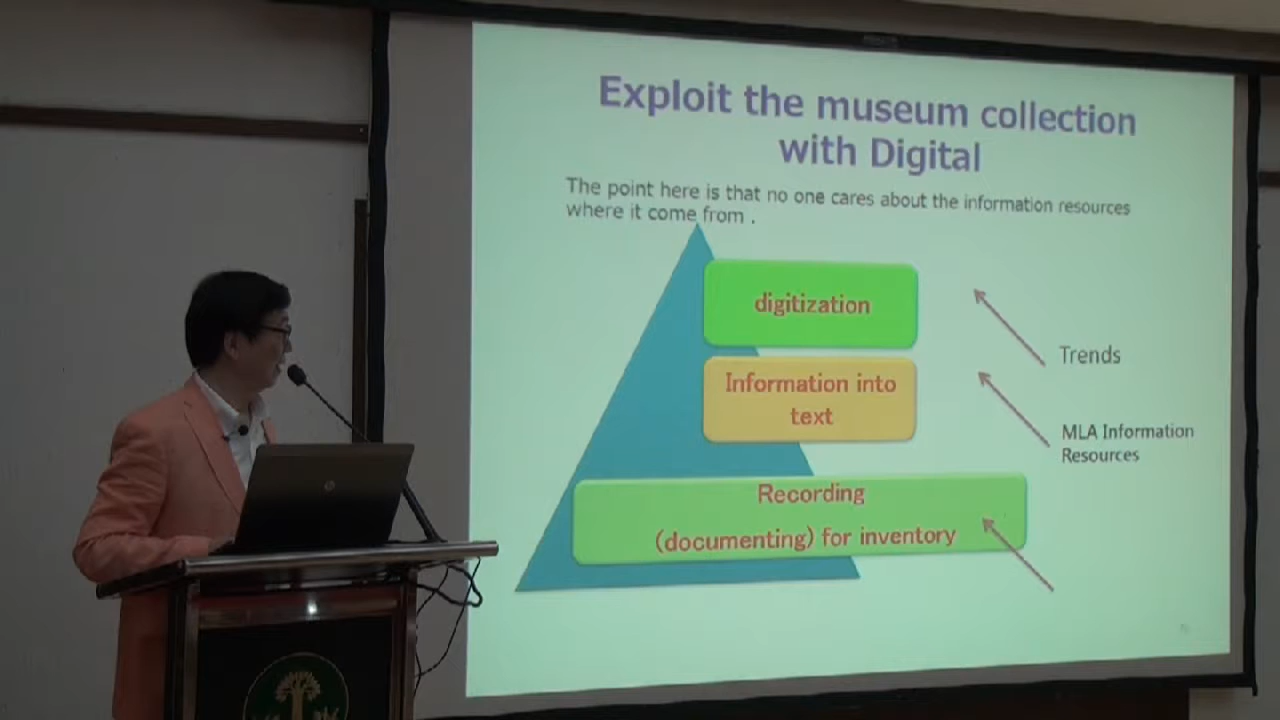 Exploit the museum collection
with Digital
The point here is that no one cares about the information resources
where it come from .
digitization
Information into
text
Recording
(documenting) for inventory
Trends
MLA Information
Resources